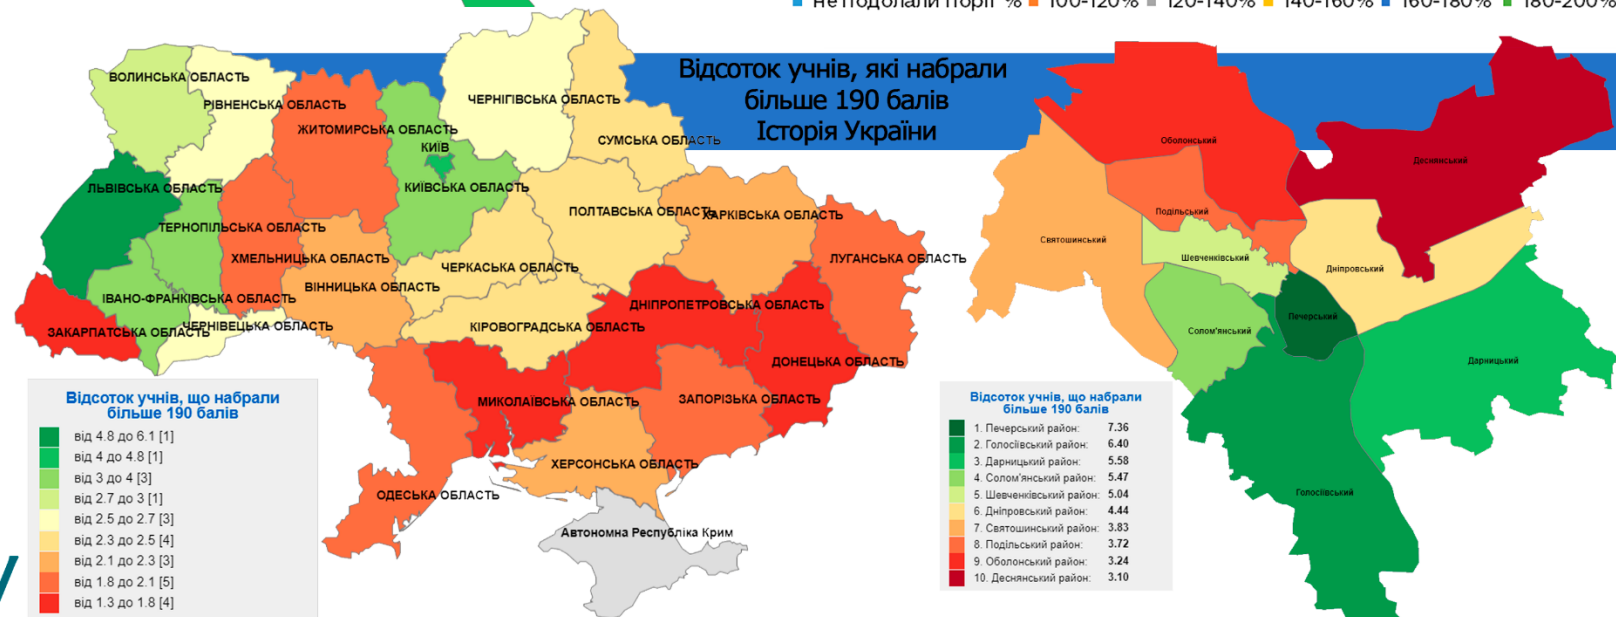 не подолали поріг % 100-120% 120-140% 140-160% 160-180% 180-200%
Відсоток учнів, які набрали
більше 190 балів
Історія України
ВОЛИНСЬКА ОБЛАСТЬ
РІВНЕНСЬКА ОБЛАСТЬ
ЖИТОМИРСЬКА ОБЛАСТЬ
КИЇВ
КИЇВСЬКА ОБЛАСТЬ
ЧЕРНІГІВСЬКА ОБЛАСТЬ
СУМСЬКА ОБЛАСТЬ
ЛЬВІВСЬКА ОБЛАСТЬ
ТЕРНОПІЛЬСЬКА ОБЛАСТЬ
ХМЕЛЬНИЦЬКА ОБЛАСТЬ
ВІННИЦЬКА ОБЛАСТЬ
ПОЛТАВСЬКА ОБЛАСТЬ
ХАРКІВСЬКА ОБЛАСТЬ
ЛУГАНСЬКА ОБЛАСТЬ
ЧЕРКАСЬКА ОБЛАСТЬ
ІВАНО-ФРАНКІВСЬКА ОБЛАСТЬ
ЗАКАРПАТСЬКА ОБЛАСТЬ
ЧЕРНІВЕЦЬКА ОБЛАСТЬ
КІРОВОГРАДСЬКА ОБЛАСТЬ
ДНІПРОПЕТРОВСЬКА ОБЛАСТЬ
ДОНЕЦЬКА ОБЛАСТЬ
МИКОЛАЇВСЬКА ОБЛАСТЬ
ЗАПОРІЗЬКА ОБЛАСТЬ
ХЕРСОНСЬКА ОБЛАСТЬ
ОДЕСЬКА ОБЛАСТЬ
Автономна Республіка Крим
Відсоток учнів, що набрали
більше 190 балів
від 4.8 до 6.1 [1]
від 4 до 4.8 [1]
від 3 до 4 [3]
від 2.7 до 3 [1]
від 2.5 до 2.7 [3]
від 2.3 до 2.5 [4]
від 2.1 до 2.3 [3]
від 1.8 до 2.1 [5]
від 1.3 до 1.8 [4]
Оболонський
Деснянський
Подільський
Святошинський
Шевченківський
Дніпровський
Печерський
Солом'янський
Дарницький
Голосіївський
Відсоток учнів, що набрали
більше 190 балів
1. Печерський район: 7.36
2. Голосіївський район: 6.40
3. Дарницький район: 5.58
4. Солом'янський район: 5.47
5. Шевченківський район: 5.04
6. Дніпровський район: 4.44
7. Святошинський район: 3.83
8. Подільський район: 3.72
9. Оболонський район: 3.24
10. Деснянський район: 3.10